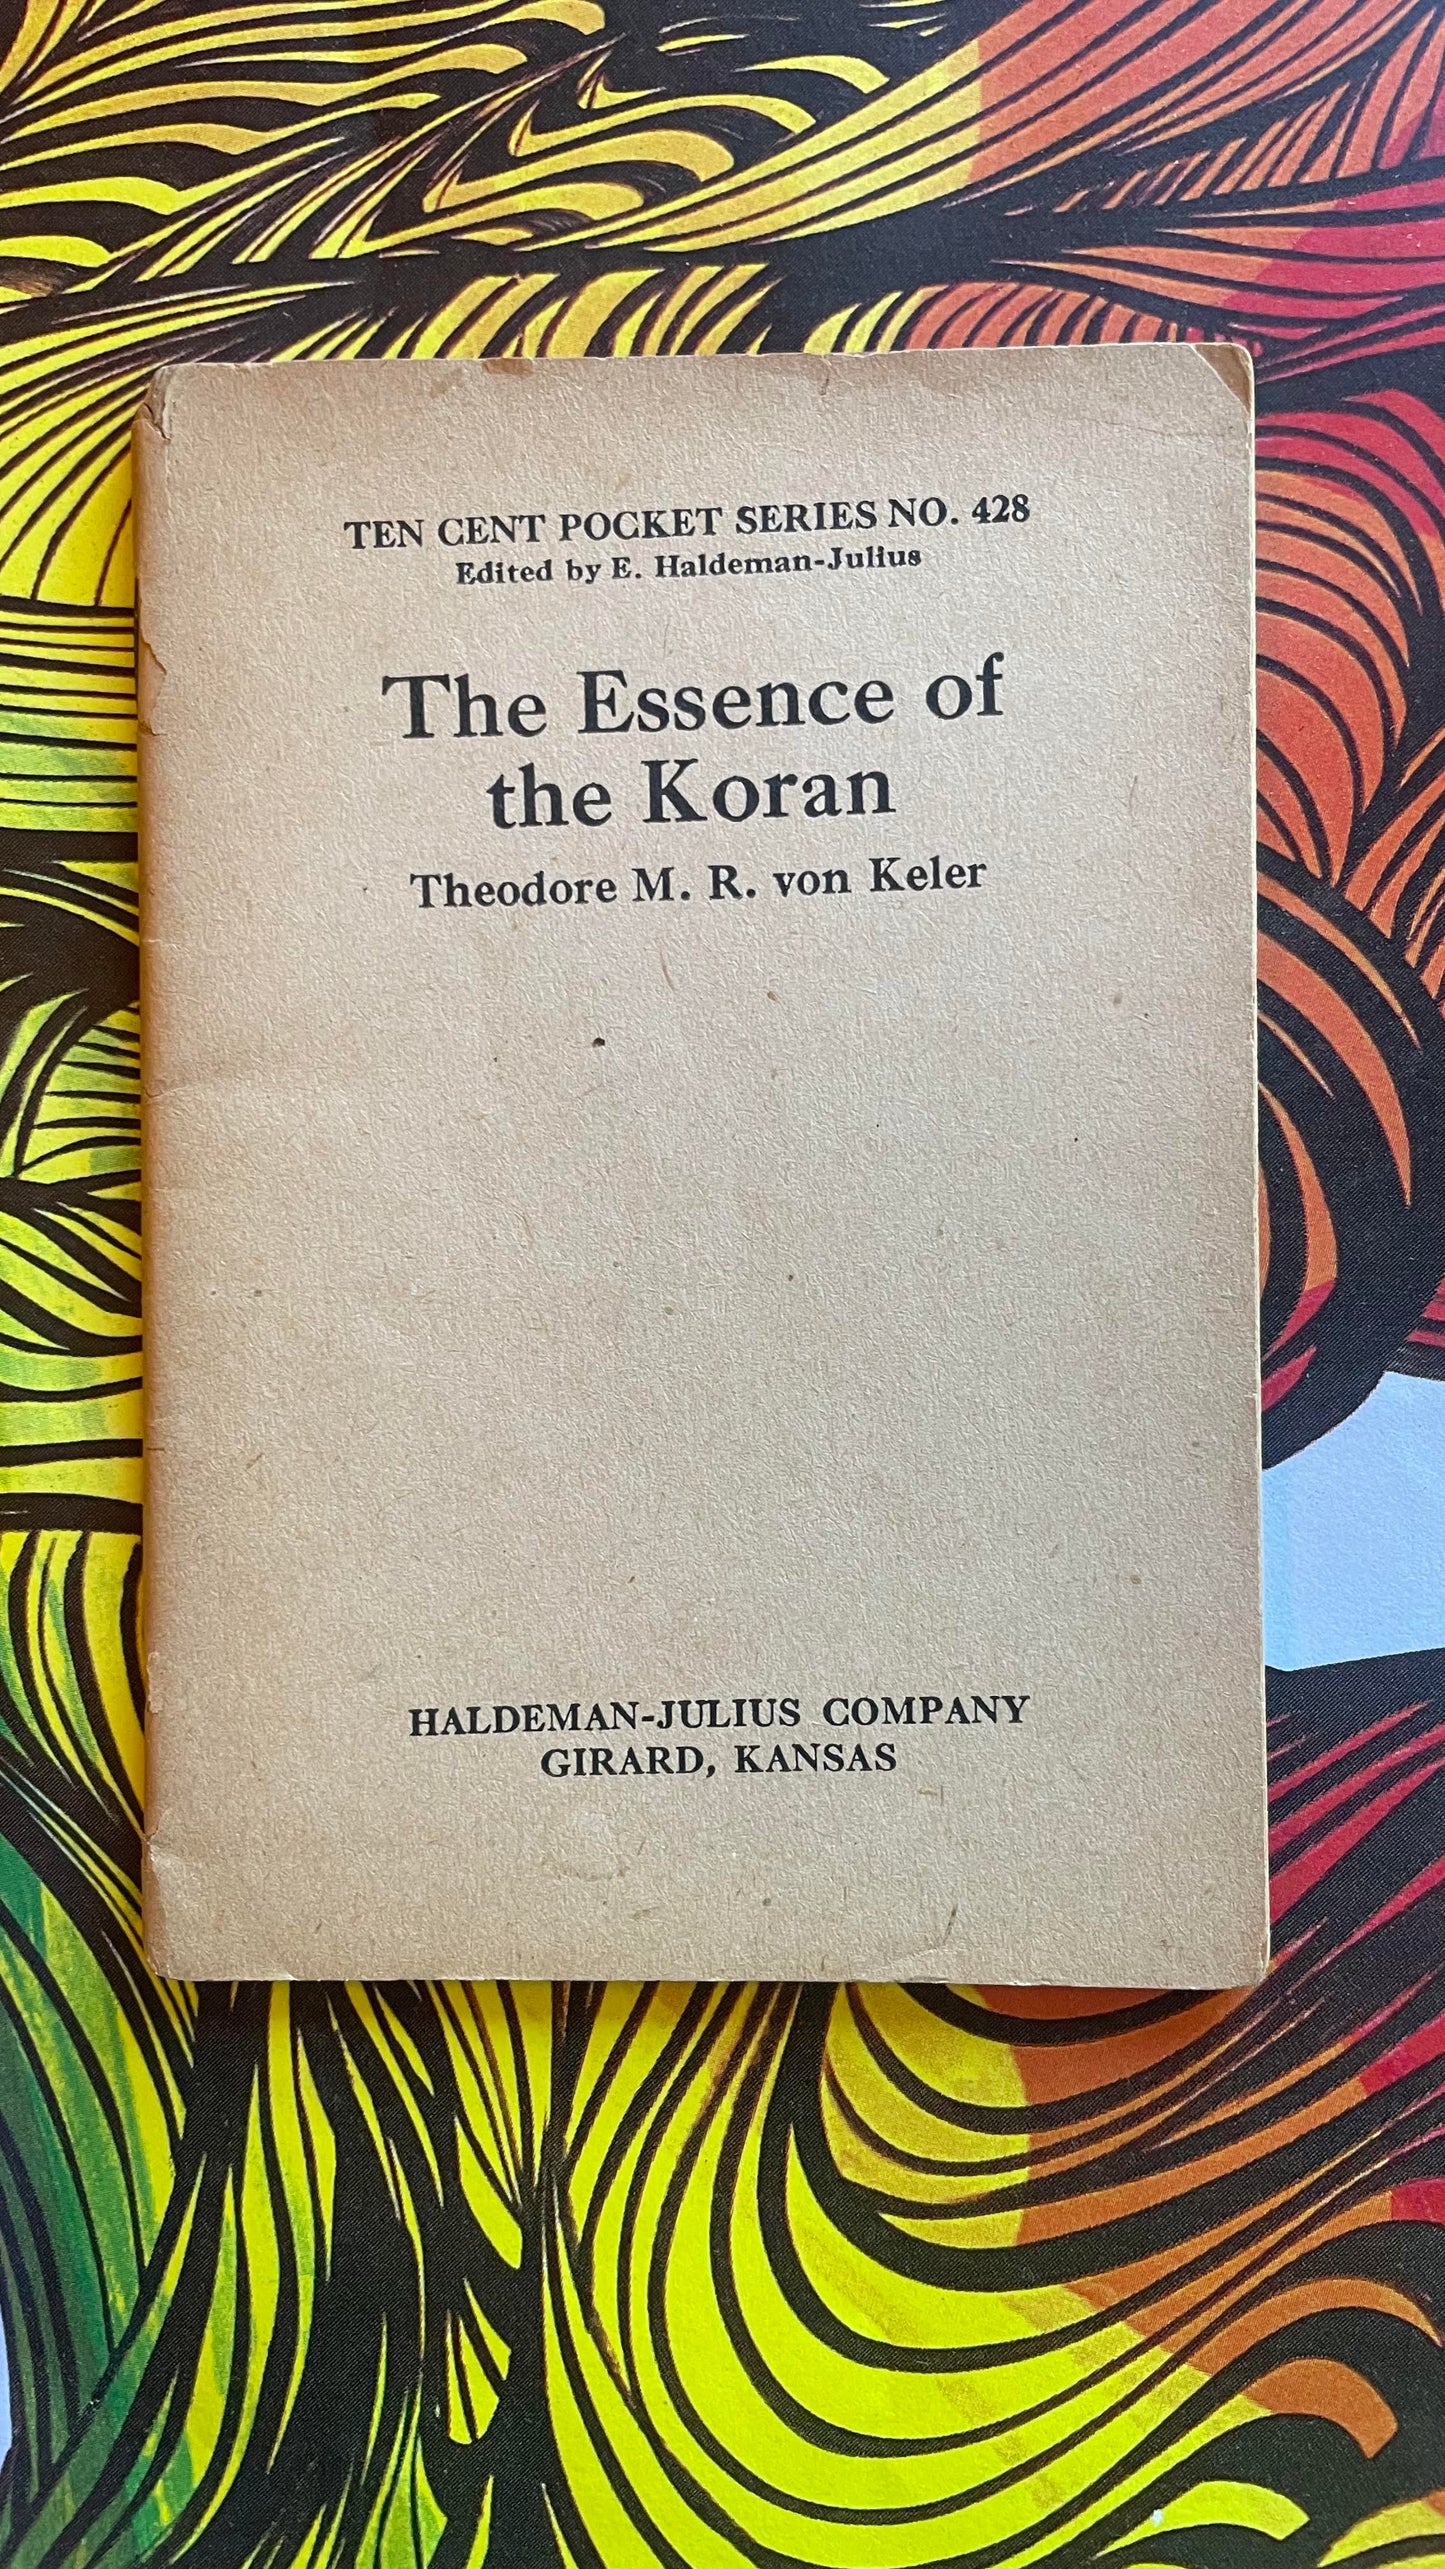 TEN CENT POCKET SERIES NO. 428
Edited by E. Haldeman-Julius
The Essence of
the Koran
Theodore M. R. von Keler
HALDEMAN-JULIUS COMPANY
GIRARD, KANSAS